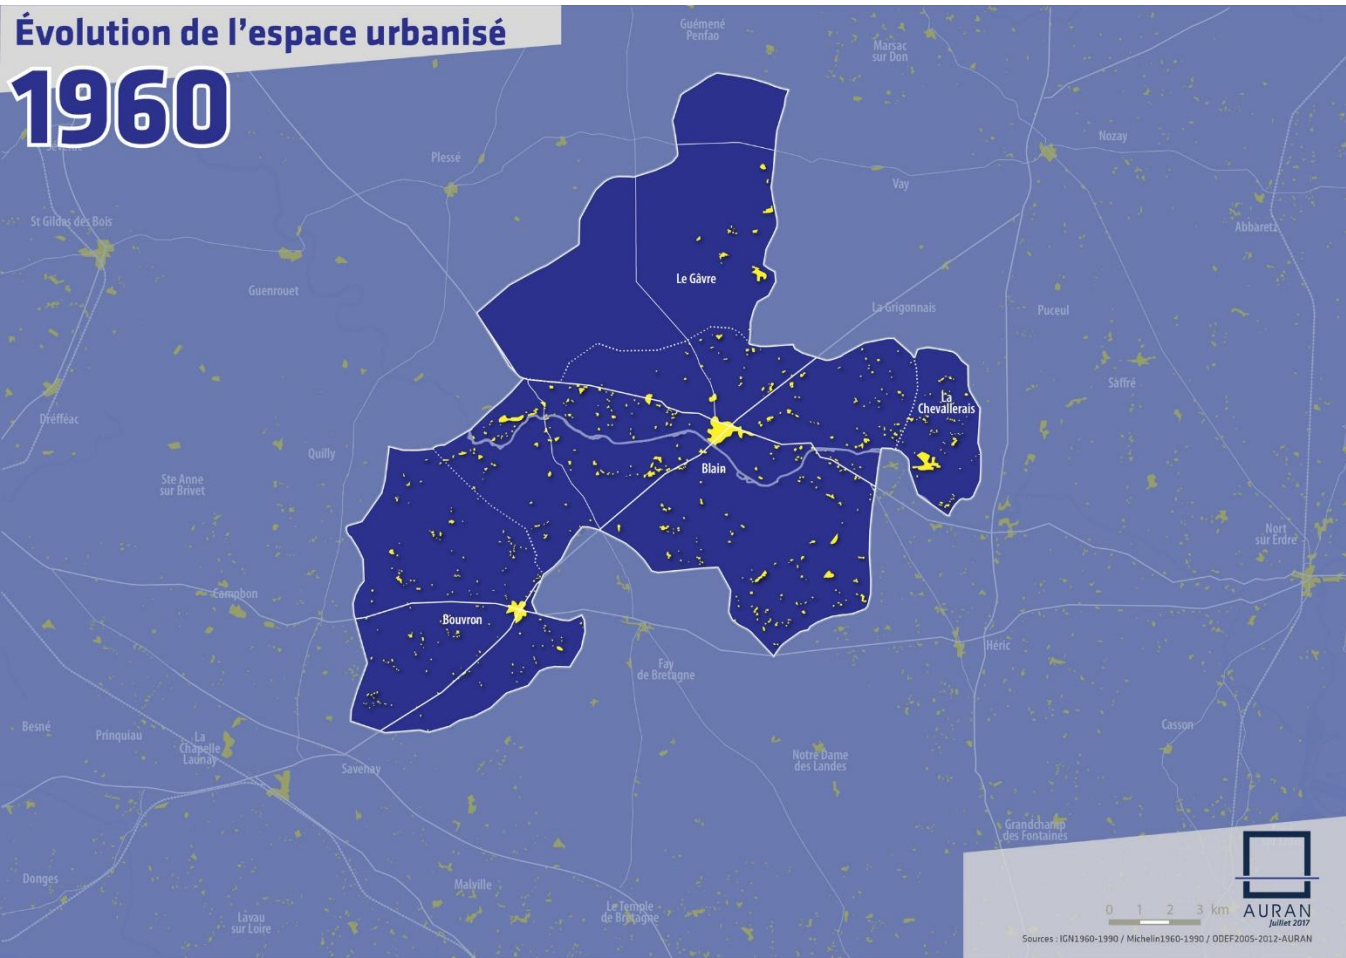 Évolution de l'espace urbanisé
1960
Guémené
Penfao
Marsac
sur Don
Nozay
Plessé
Vay
St Gildas des Bois
Abbaretz
Le Gâvre
Guenrouet
La Grigonnais
Puceul
Sàffré
La
Chevallerais
Dréfféac
Quilly
Blain
Ste Anne
sur Brivet
Nort
sur Erdre
Campbon
Bouvron
Héric
Fay
de Bretagne
Besné
Prinquiau
La
Chapelle
Launay
Casson
Notre Dame
des Landes
Savenay
Grandchamp
des Fontaines
Donges
Malville
Le Temple
de Bretagne
Lavau
sur Loire
0 1 2 3 km
AURAN
Juillet 2017
Sources : IGN1960-1990 / Michelin1960-1990 / ODEF2005-2012-AURAN